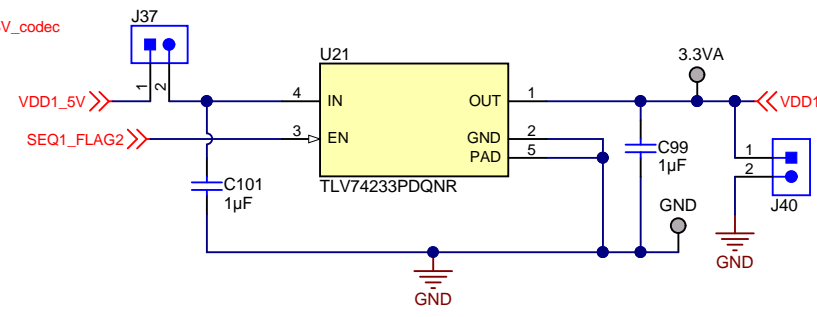 V_codec
J37
1
2
VDD1_5V
SEQ1_FLAG2
U21
4
IN
3
EN
OUT
1
GND
2
PAD
5
TLV74233PDQNR
C101
1µF
C99
1µF
3.3VA
VDD1
1
2
J40
GND
GND
GND